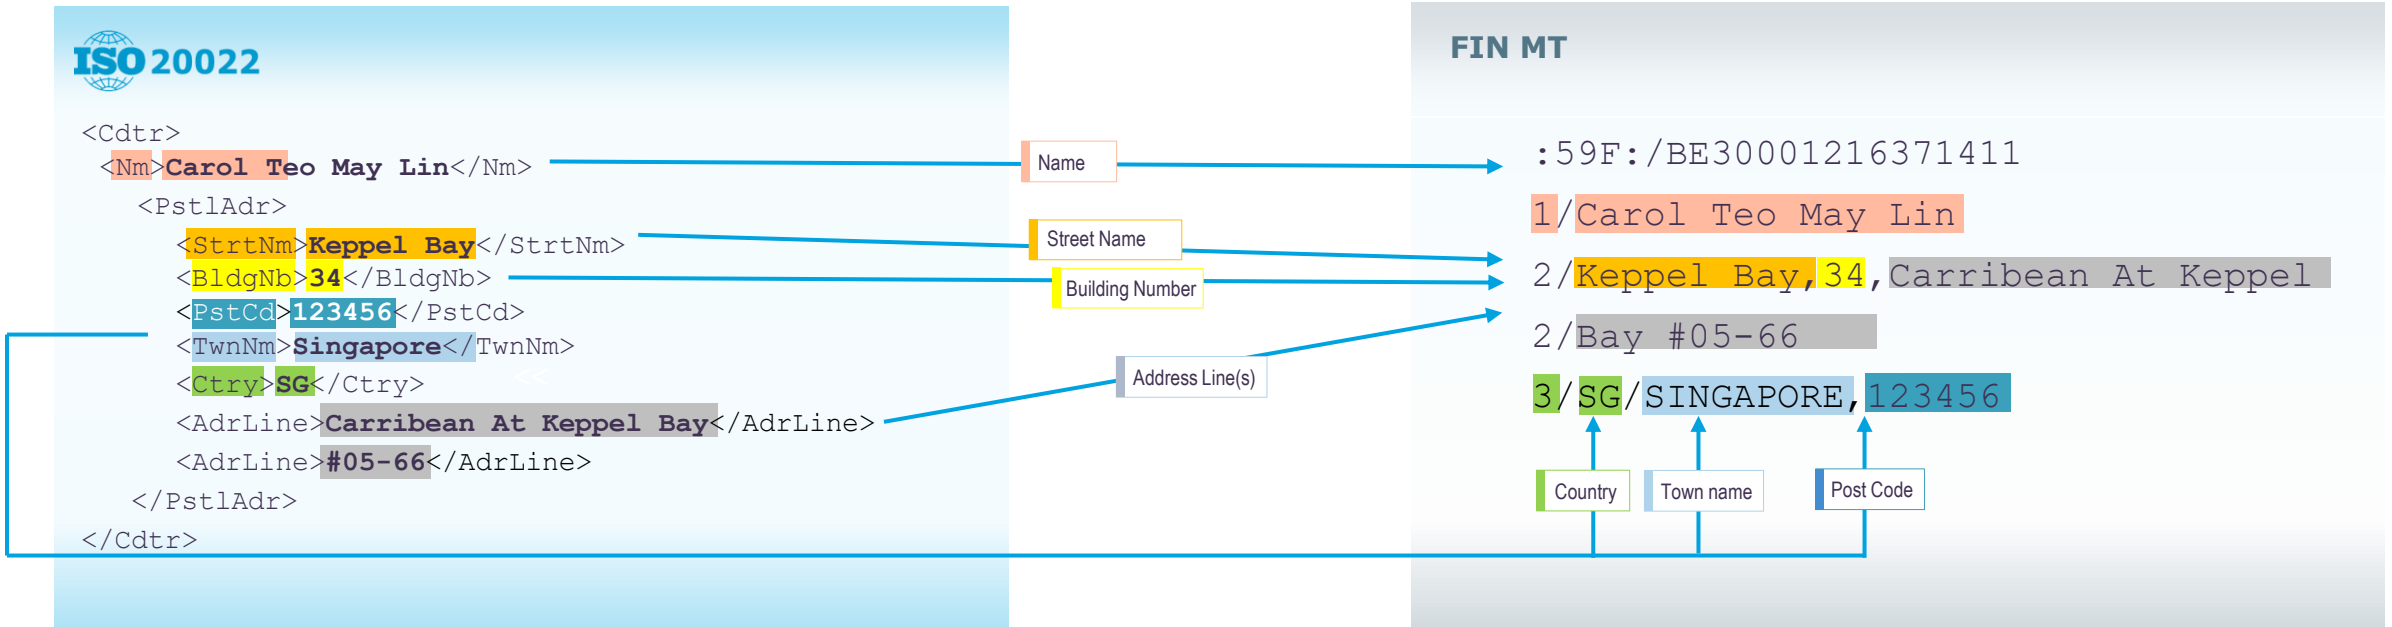 ISO 20022
<Cdtr>
<Nm>Carol Teo May Lin</Nm>
<PstlAdr>
<StrtNm>Keppel Bay</StrtNm>
<BldgNb>34</BldgNb>
<PstCd>123456</PstCd>
<TwnNm>Singapore</TwnNm>
<Ctry>SG</Ctry>
<<
<AdrLine>Carribean At Keppel Bay</AdrLine>
<AdrLine>#05-66</AdrLine>
</PstlAdr>
</Cdtr>
Name
Street Name
Building Number
Address Line(s)
FIN MT
:59F:/BE30001216371411
1/Carol Teo May Lin
2/Keppel Bay,34,Carribean At Keppel
2/Bay #05-66
3/SG/SINGAPORE,123456
Country
Town name
Post Code